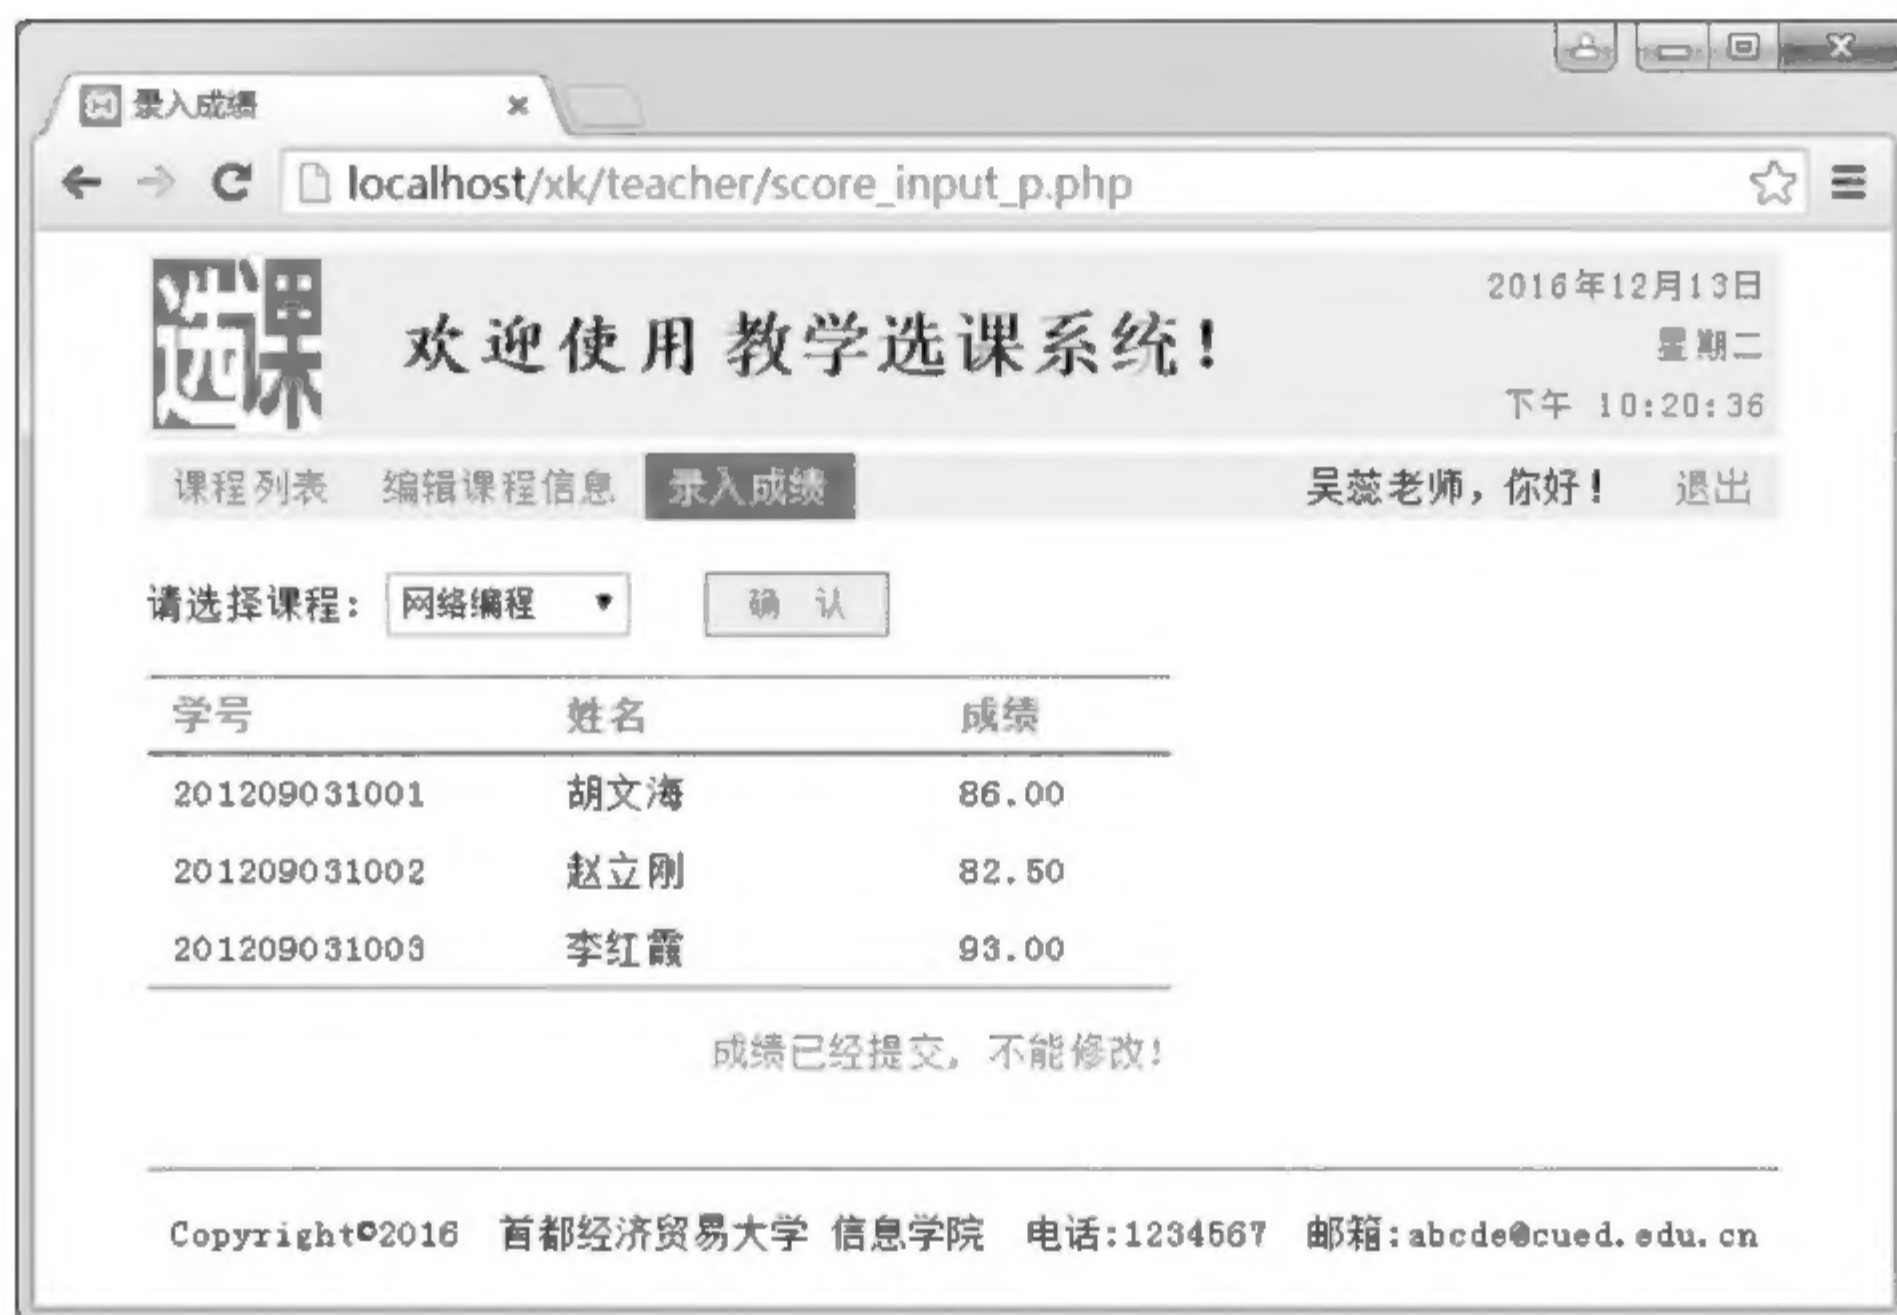 录入成绩
localhost/xk/teacher/score_input_p.php
选课
欢迎使用 教学选课系统!
2016年12月13日
星期二
下午 10:20:36
课程列表 编辑课程信息 录入成绩 吴蕊老师,你好! 退出
请选择课程: 网络编程 确 认
学号 姓名 成绩
201209031001 胡文海 86.00
201209031002 赵立刚 82.50
201209031003 李红霞 93.00
成绩已经提交，不能修改!
Copyright©2016 首都经济贸易大学 信息学院 电话:1234567 邮箱:abcde@cued.edu.cn